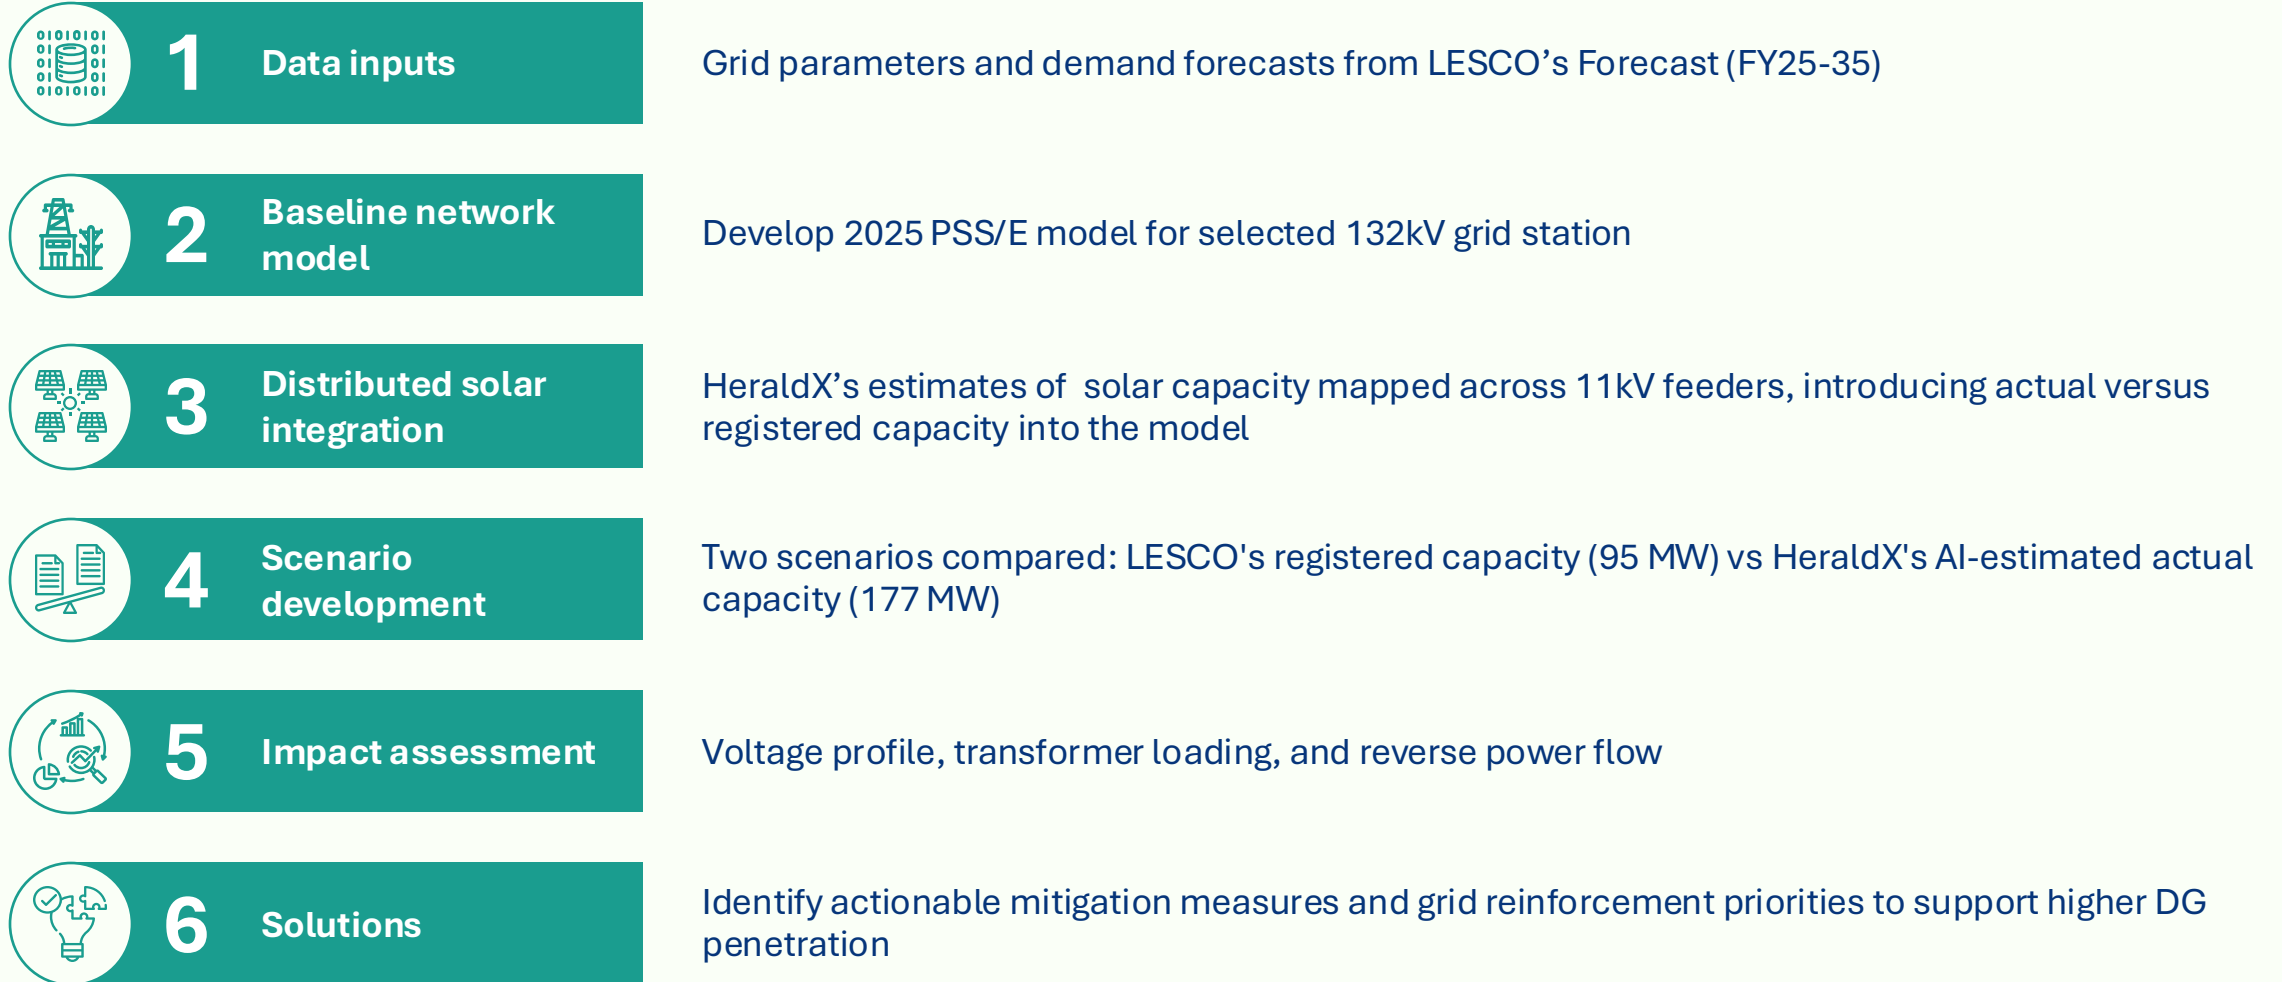 0101010101
1 Data inputs
Grid parameters and demand forecasts from LESCO’s Forecast (FY25-35)
2 Baseline network
model
Develop 2025 PSS/E model for selected 132kV grid station
3 Distributed solar
integration
HeraldX’s estimates of  solar capacity mapped across 11kV feeders, introducing actual versus
registered capacity into the model
4 Scenario
development
Two scenarios compared: LESCO's registered capacity (95 MW) vs HeraldX's AI-estimated actual
capacity (177 MW)
5 Impact assessment
Voltage profile, transformer loading, and reverse power flow
6 Solutions
Identify actionable mitigation measures and grid reinforcement priorities to support higher DG
penetration